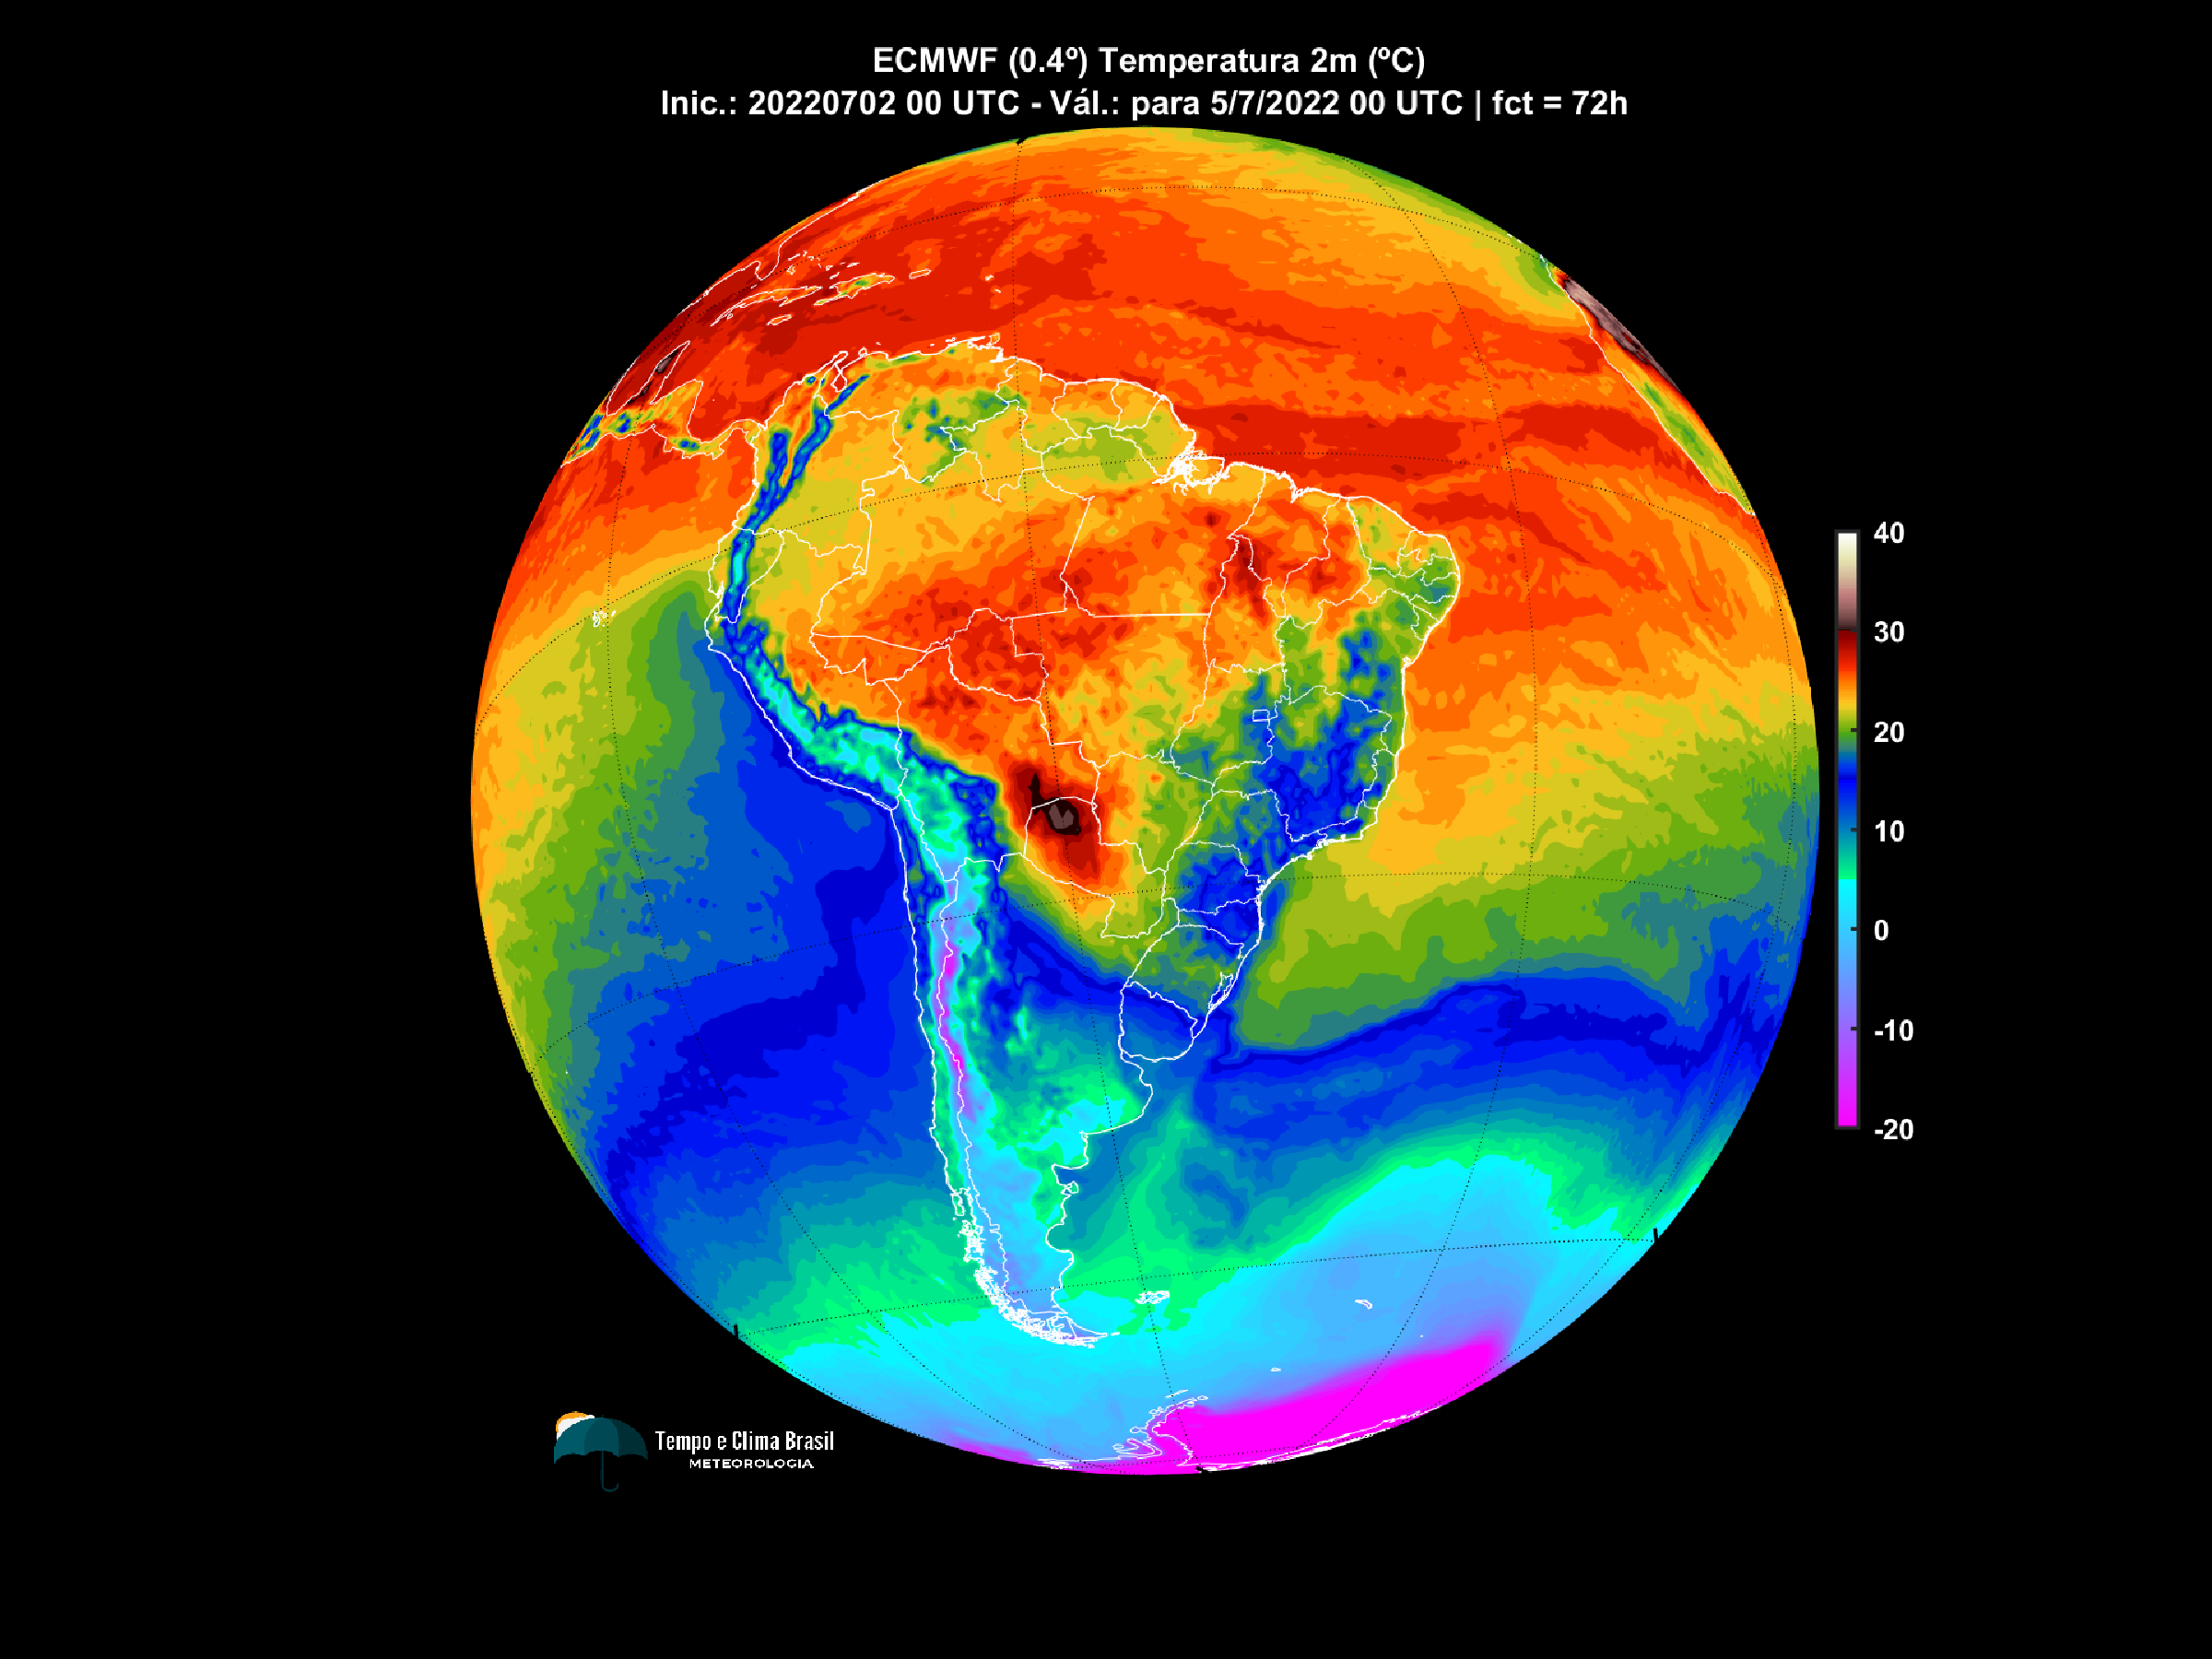 ECMWF (0.4º) Temperatura 2m (ºC)
Inic.: 20220702 00 UTC - Vál.: para 5/7/2022 00 UTC | fct = 72h
40
30
20
10
0
-10
-20
Tempo e Clima Brasil
METEOROLOGIA